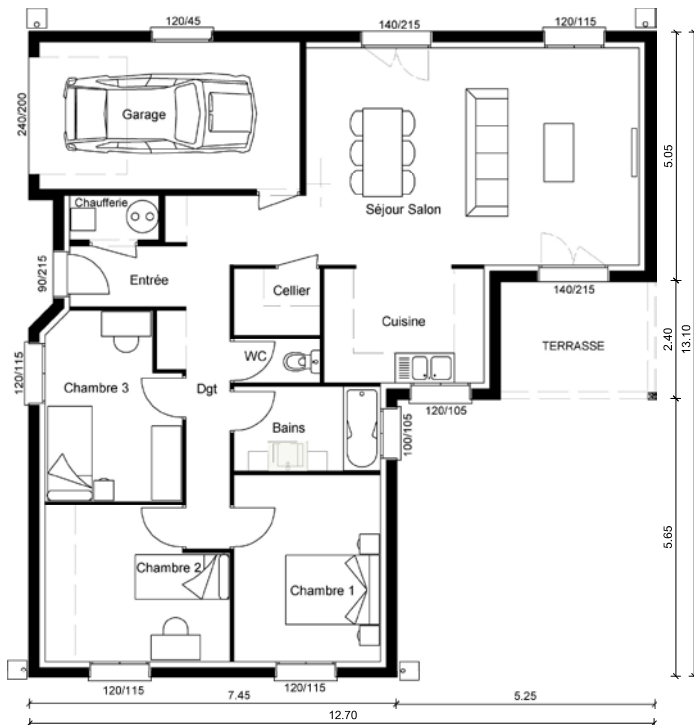 120/45
140/215
120/115
240/200
Garage
5.05
Chaufferie
Séjour Salon
90/215
Entrée
Cellier
140/215
Cuisine
TERRASSE
2.40
13.10
120/115
WC
Chambre 3
Dgt
120/105
Bains
100/105
5.65
Chambre 2
Chambre 1
120/115
120/115
7.45
5.25
12.70